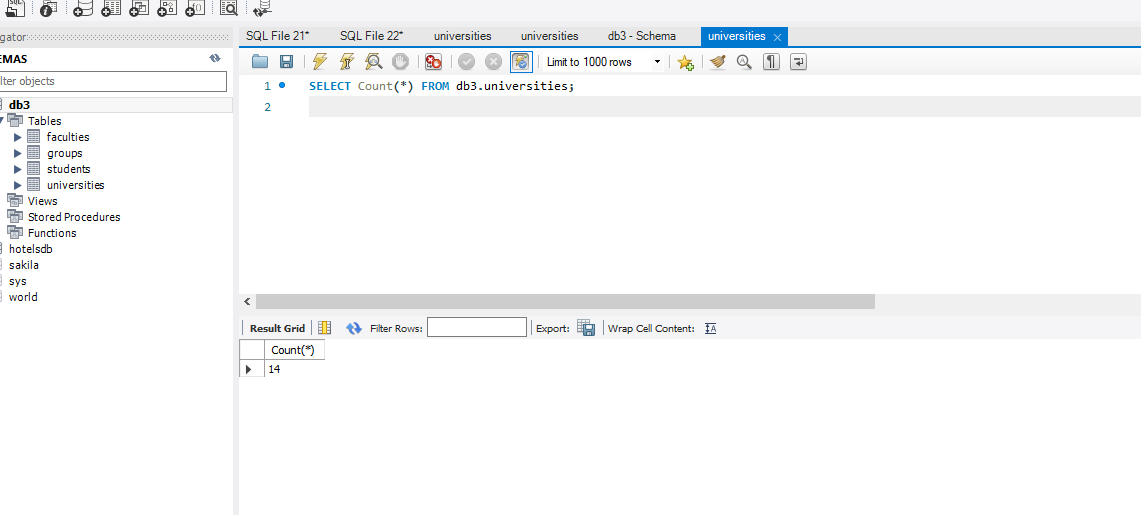 SQL
SQL File 21* SQL File 22* universities universities db3 - Schema universities
gator
EMAS
lter objects
Limit to 1000 rows
1 SELECT Count(*) FROM db3.universities;
2
db3
Tables
faculties
groups
students
universities
Views
Stored Procedures
Functions
hotelsdb
sakila
sys
world
Result Grid Filter Rows: Export: Wrap Cell Content:
Count(*)
14